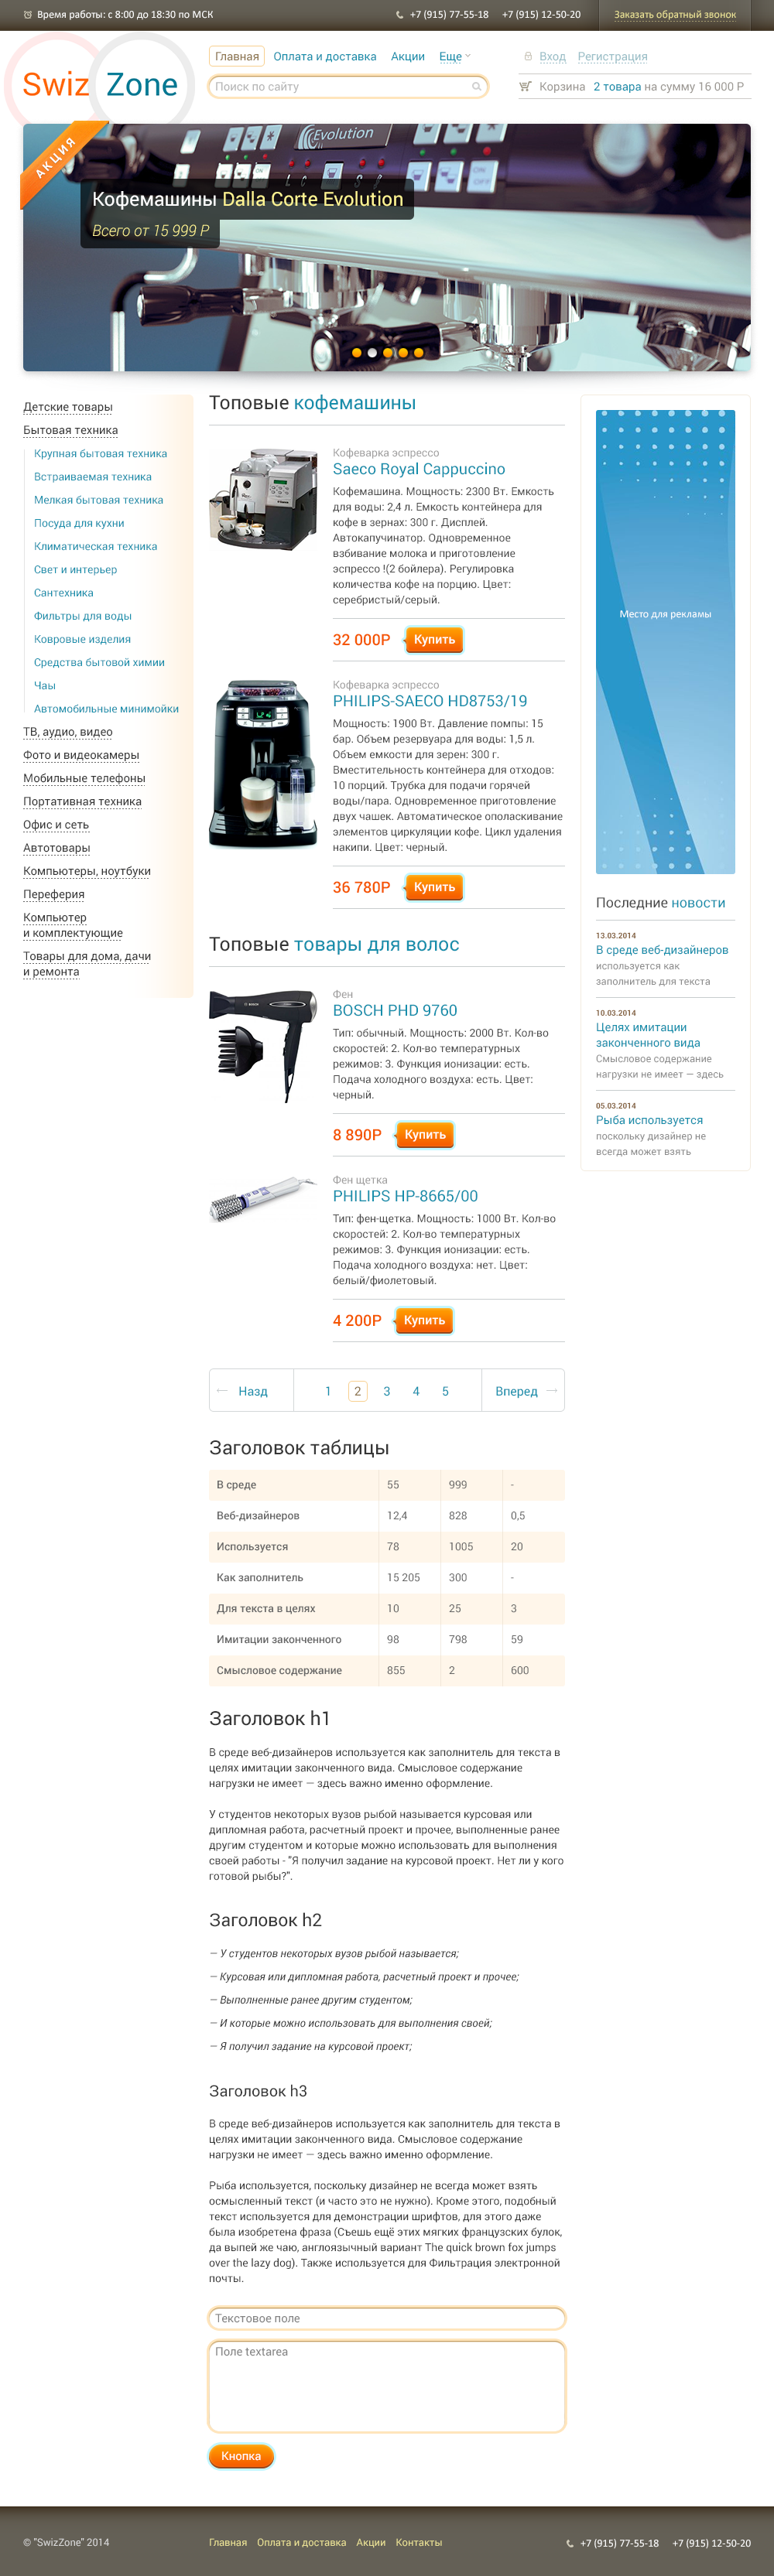 Время работы: с 8:00 до 18:30 по МСК
+7 (915) 77-55-18 +7 (915) 12-50-20
Заказать обратный звонок
Swiz Zone
Главная Оплата и доставка Акции Еще
Вход Регистрация
Поиск по сайту
Корзина 2 товара на сумму 16 000 Р
Evolution
АКЦИЯ
Кофемашины Dalla Corte Evolution
Всего от 15 999 Р
Детские товары
Бытовая техника
Крупная бытовая техника
Встраиваемая техника
Мелкая бытовая техника
Посуда для кухни
Климатическая техника
Свет и интерьер
Сантехника
Фильтры для воды
Ковровые изделия
Средства бытовой химии
Чаы
Автомобильные минимойки
ТВ, аудио, видео
Фото и видеокамеры
Мобильные телефоны
Портативная техника
Офис и сеть
Автотовары
Компьютеры, ноутбуки
Переферия
Компьютер
и комплектующие
Товары для дома, дачи
и ремонта
Топовые кофемашины
Кофеварка эспрессо
Saeco Royal Cappuccino
Кофемашина. Мощность: 2300 Вт. Емкость
для воды: 2,4 л. Емкость контейнера для
кофе в зернах: 300 г. Дисплей.
Автокапучинатор. Одновременное
взбивание молока и приготовление
эспрессо !(2 бойлера). Регулировка
количества кофе на порцию. Цвет:
серебристый/серый.
32 000Р Купить
Кофеварка эспрессо
PHILIPS-SAECO HD8753/19
Мощность: 1900 Вт. Давление помпы: 15
бар. Объем резервуара для воды: 1,5 л.
Объем емкости для зерен: 300 г.
Вместительность контейнера для отходов:
10 порций. Трубка для подачи горячей
воды/пара. Одновременное приготовление
двух чашек. Автоматическое ополаскивание
элементов циркуляции кофе. Цикл удаления
накипи. Цвет: черный.
36 780Р Купить
Топовые товары для волос
Фен
BOSCH PHD 9760
Тип: обычный. Мощность: 2000 Вт. Кол-во
скоростей: 2. Кол-во температурных
режимов: 3. Функция ионизации: есть.
Подача холодного воздуха: есть. Цвет:
черный.
8 890Р Купить
Фен щетка
PHILIPS HP-8665/00
Тип: фен-щетка. Мощность: 1000 Вт. Кол-во
скоростей: 2. Кол-во температурных
режимов: 3. Функция ионизации: есть.
Подача холодного воздуха: нет. Цвет:
белый/фиолетовый.
4 200Р Купить
Назд 1 2 3 4 5 Вперед
Место для рекламы
Последние новости
13.03.2014
В среде веб-дизайнеров
используется как
заполнитель для текста
10.03.2014
Целях имитации
законченного вида
Смысловое содержание
нагрузки не имеет — здесь
05.03.2014
Рыба используется
поскольку дизайнер не
всегда может взять
Заголовок таблицы
В среде 55 999 -
Веб-дизайнеров 12,4 828 0,5
Используется 78 1005 20
Как заполнитель 15 205 300 -
Для текста в целях 10 25 3
Имитации законченного 98 798 59
Смысловое содержание 855 2 600
Заголовок h1
В среде веб-дизайнеров используется как заполнитель для текста в
целях имитации законченного вида. Смысловое содержание
нагрузки не имеет — здесь важно именно оформление.
У студентов некоторых вузов рыбой называется курсовая или
дипломная работа, расчетный проект и прочее, выполненные ранее
другим студентом и которые можно использовать для выполнения
своей работы - "Я получил задание на курсовой проект. Нет ли у кого
готовой рыбы?".
Заголовок h2
— У студентов некоторых вузов рыбой называется;
— Курсовая или дипломная работа, расчетный проект и прочее;
— Выполненные ранее другим студентом;
— И которые можно использовать для выполнения своей;
— Я получил задание на курсовой проект;
Заголовок h3
В среде веб-дизайнеров используется как заполнитель для текста в
целях имитации законченного вида. Смысловое содержание
нагрузки не имеет — здесь важно именно оформление.
Рыба используется, поскольку дизайнер не всегда может взять
осмысленный текст (и часто это не нужно). Кроме этого, подобный
текст используется для демонстрации шрифтов, для этого даже
была изобретена фраза (Съешь ещё этих мягких французских булок,
да выпей же чаю, англоязычный вариант The quick brown fox jumps
over the lazy dog). Также используется для Фильтрация электронной
почты.
Текстовое поле
Поле textarea
Кнопка
© "SwizZone" 2014
Главная Оплата и доставка Акции Контакты
+7 (915) 77-55-18 +7 (915) 12-50-20